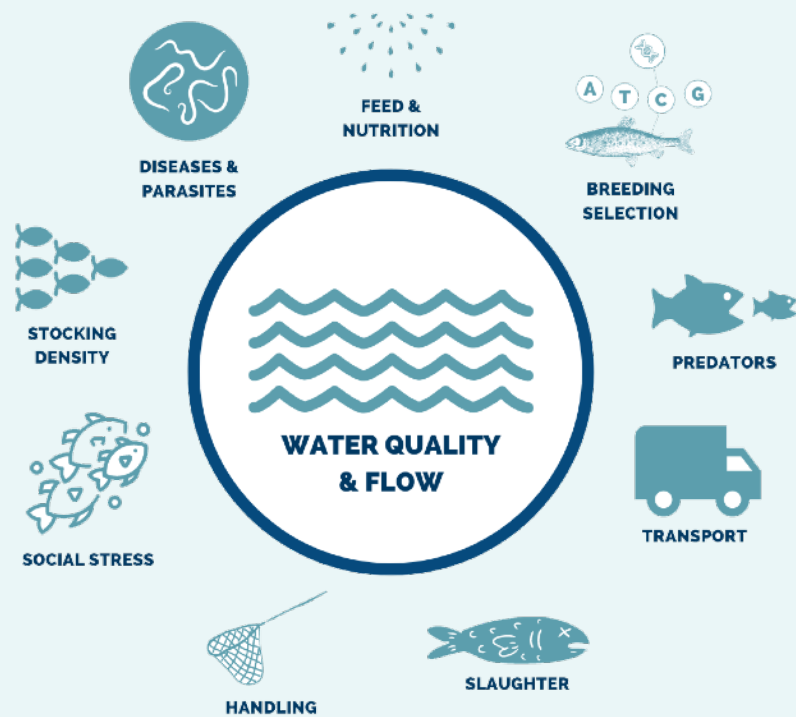 FEED &
NUTRITION
A T C G
BREEDING
SELECTION
DISEASES &
PARASITES
STOCKING
DENSITY
PREDATORS
WATER QUALITY
& FLOW
SOCIAL STRESS
TRANSPORT
HANDLING
SLAUGHTER